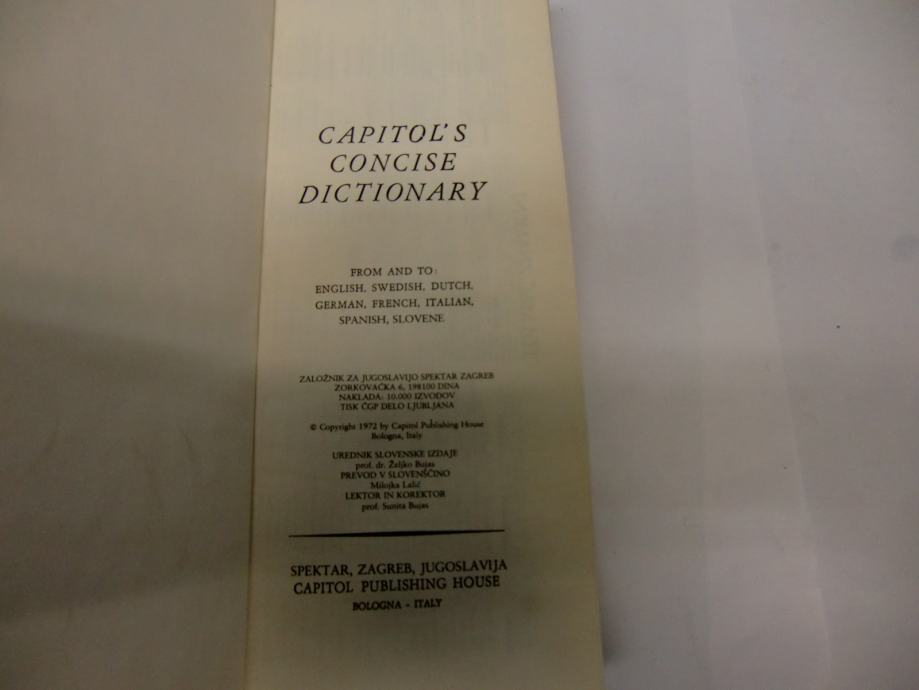 CAPITOL'S
CONCISE
DICTIONARY
FROM AND TO:
ENGLISH, SWEDISH, DUTCH,
GERMAN, FRENCH, ITALIAN,
SPANISH, SLOVENE
ZALOŽNIK ZA JUGOSLAVIJO SPEKTAR ZAGREB
ZORKOVAČKA 6, 198100 DINA
NAKLADA: 10.000 IZVODOV
TISK ČGP DELO LJUBLJANA
© Copyright 1972 by Capitol Publishing House
Bologna, Italy
UREDNIK SLOVENSKE IZDAJE
prof. dr. Željko Bujas
PREVOD V SLOVENŠČINO
Milojka Lalić
LEKTOR IN KOREKTOR
prof. Sunita Bujas
SPEKTAR, ZAGREB, JUGOSLAVIJA
CAPITOL PUBLISHING HOUSE
BOLOGNA - ITALY